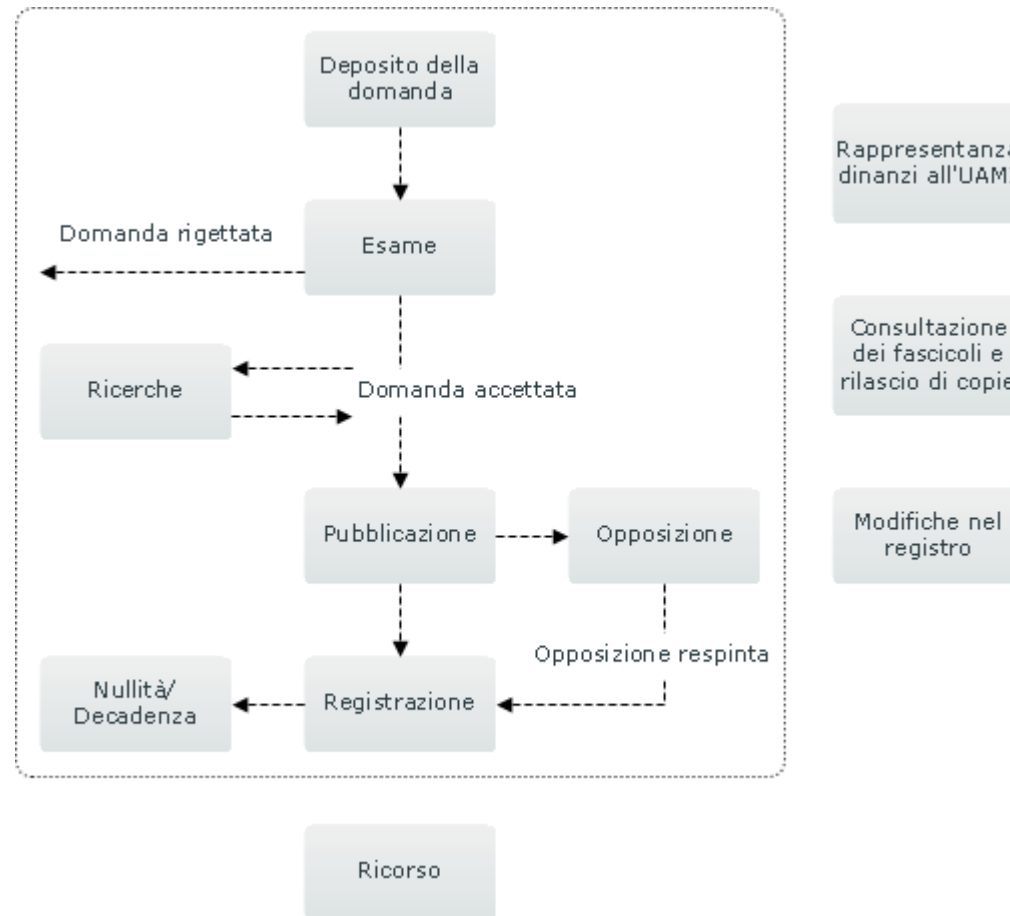 Deposito della
domanda
Rappresentanza
dinanzi all'UAMI
Domanda rigettata
Esame
Consultazione
dei fascicoli e
rilascio di copie
Ricerche
Domanda accettata
Pubblicazione
Opposizione
Modifiche nel
registro
Opposizione respinta
Nullità/
Decadenza
Registrazione
Ricorso